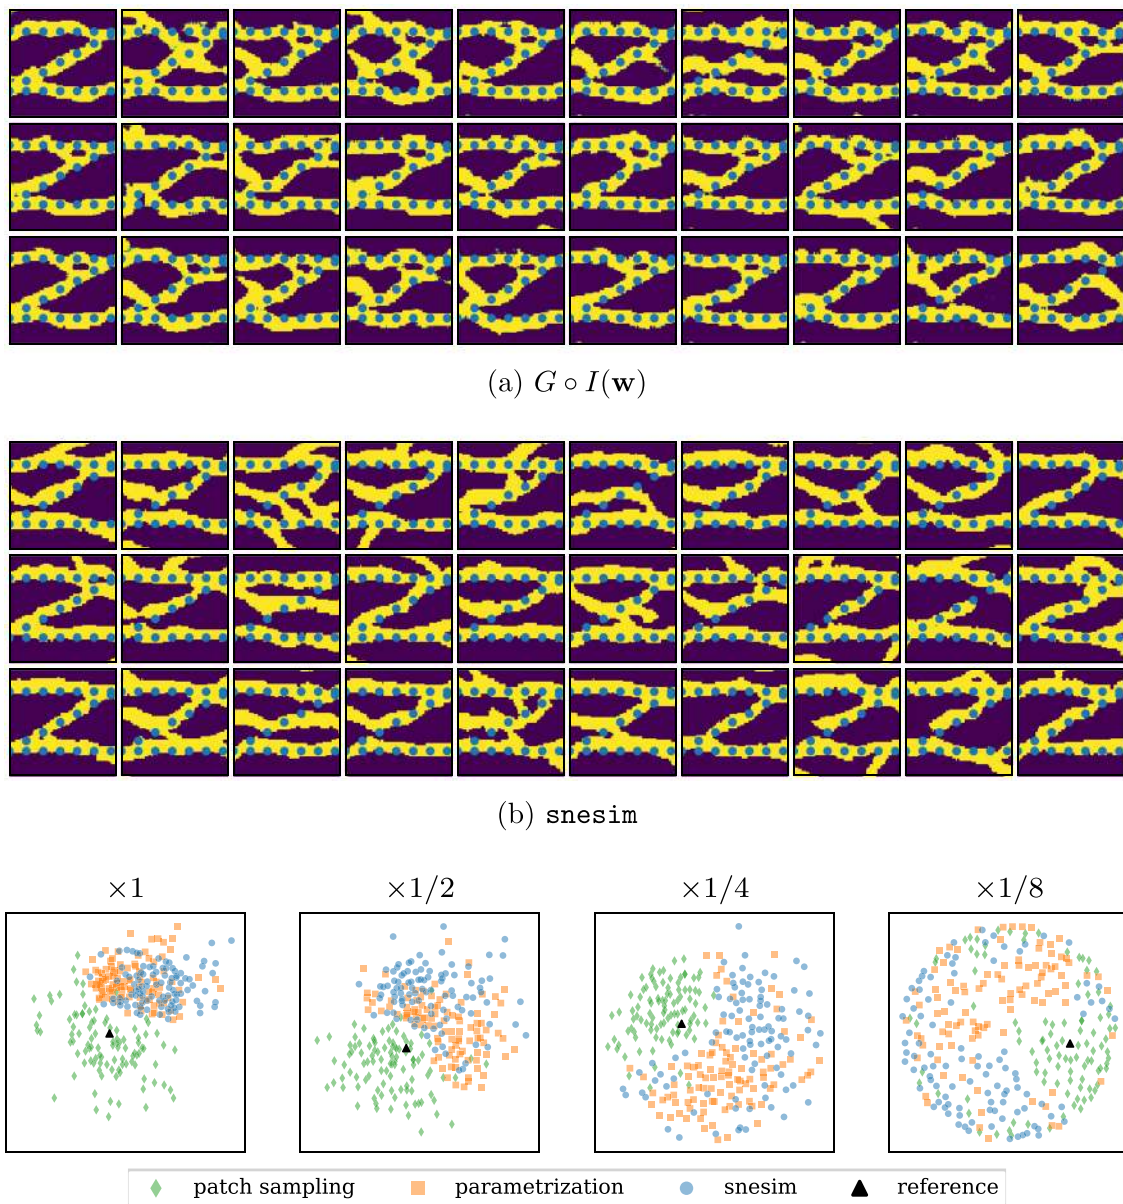 (a) G ∘ I(w)
(b) snesim
×1 ×1/2 ×1/4 ×1/8
patch sampling parametrization snesim reference